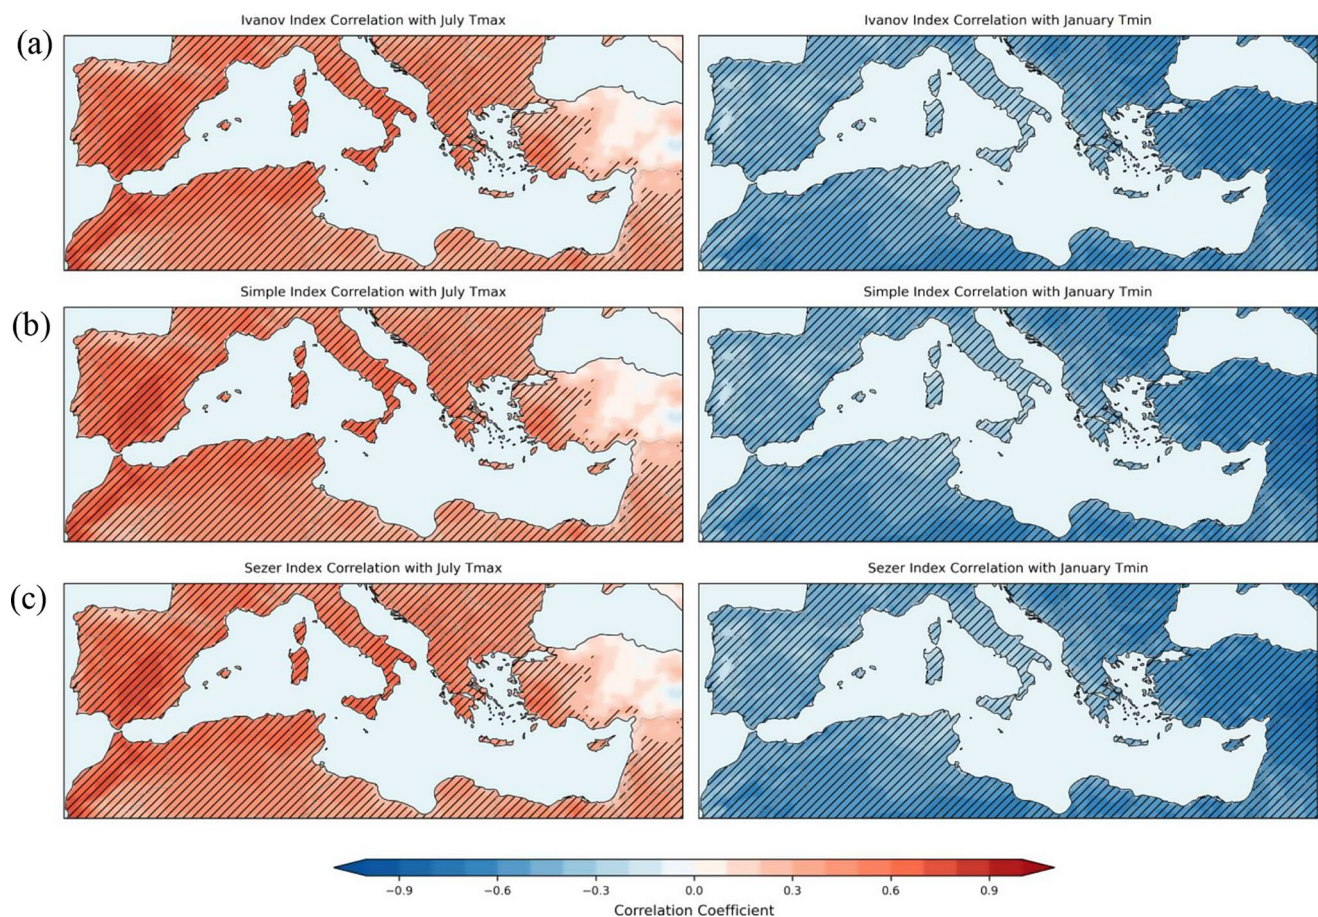 Ivanov Index Correlation with July Tmax
Ivanov Index Correlation with January Tmin
(a)
Simple Index Correlation with July Tmax
Simple Index Correlation with January Tmin
(b)
Sezer Index Correlation with July Tmax
Sezer Index Correlation with January Tmin
(c)
−0.9 −0.6 −0.3 0.0 0.3 0.6 0.9
Correlation Coefficient